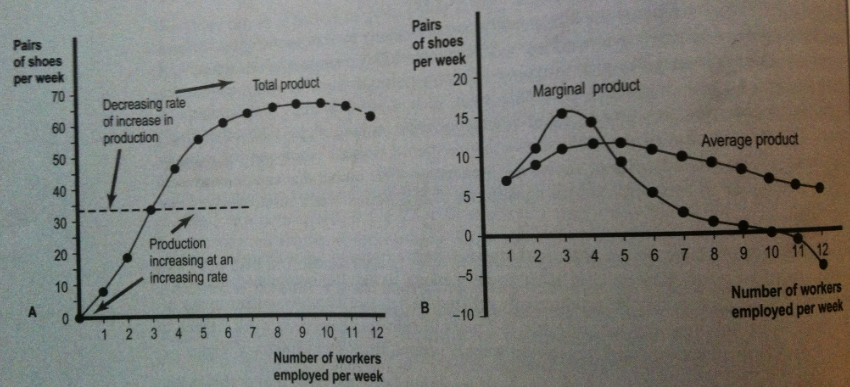 Pairs
of shoes
per week
70
60
50
40
30
20
10
0
Total product
Decreasing rate
of increase in
production
Production
increasing at an
increasing rate
A
1 2 3 4 5 6 7 8 9 10 11 12
Number of workers
employed per week
Pairs
of shoes
per week
20
15
10
5
0
−5
−10
Marginal product
Average product
1 2 3 4 5 6 7 8 9 10 11 12
B
Number of workers
employed per week